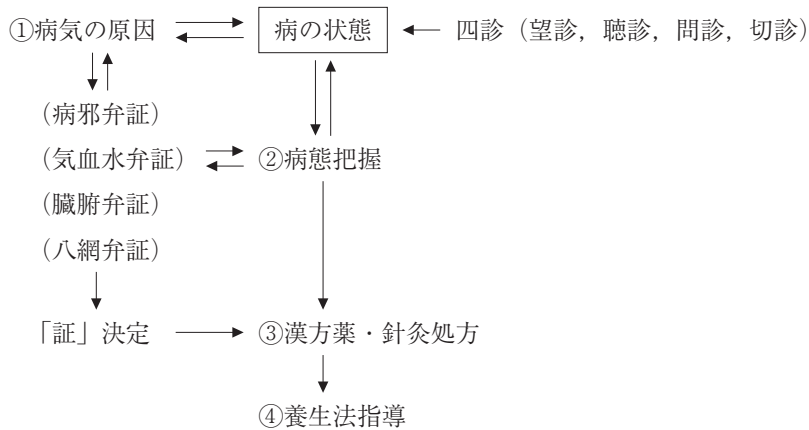 ①病気の原因 病の状態 四診（望診，聴診，問診，切診）
（病邪弁証）
（気血水弁証） ②病態把握
（臓腑弁証）
（八網弁証）
「証」決定 ③漢方薬・針灸処方
④養生法指導